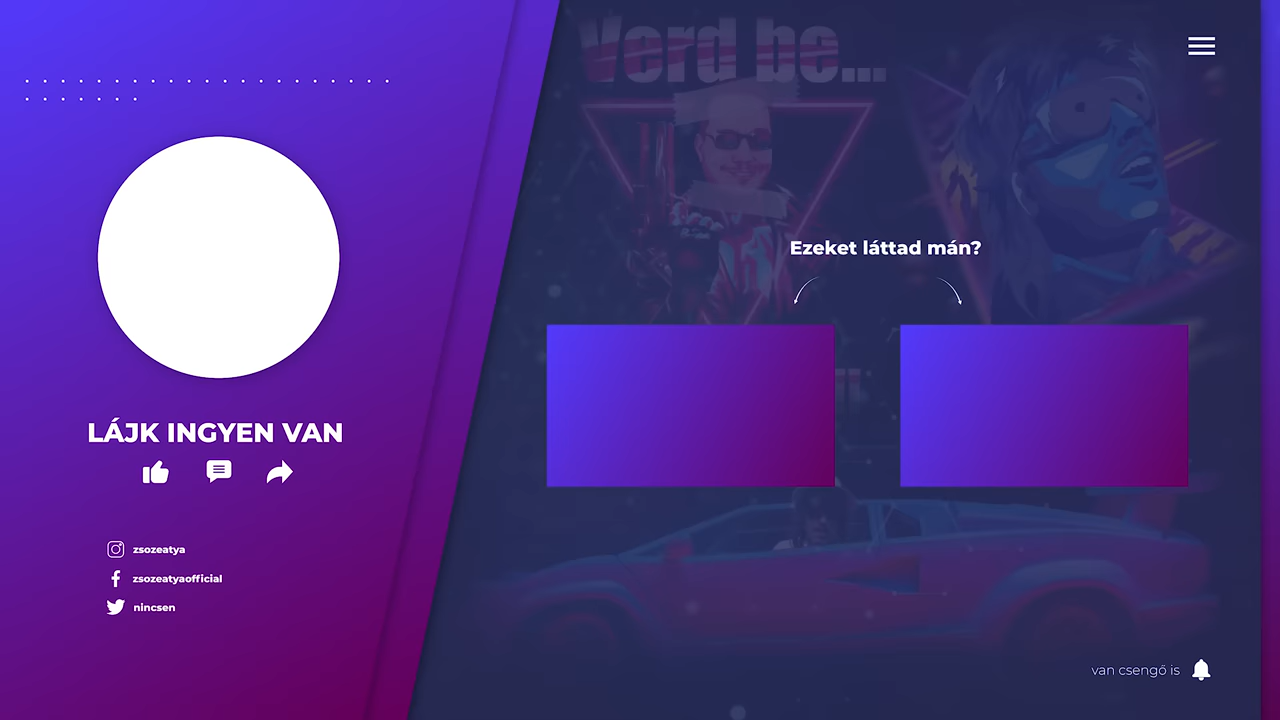 Verd be...
Ezeket láttad mán?
LÁJK INGYEN VAN
zsozeatya
zsozeatyaofficial
nincsen
van csengő is